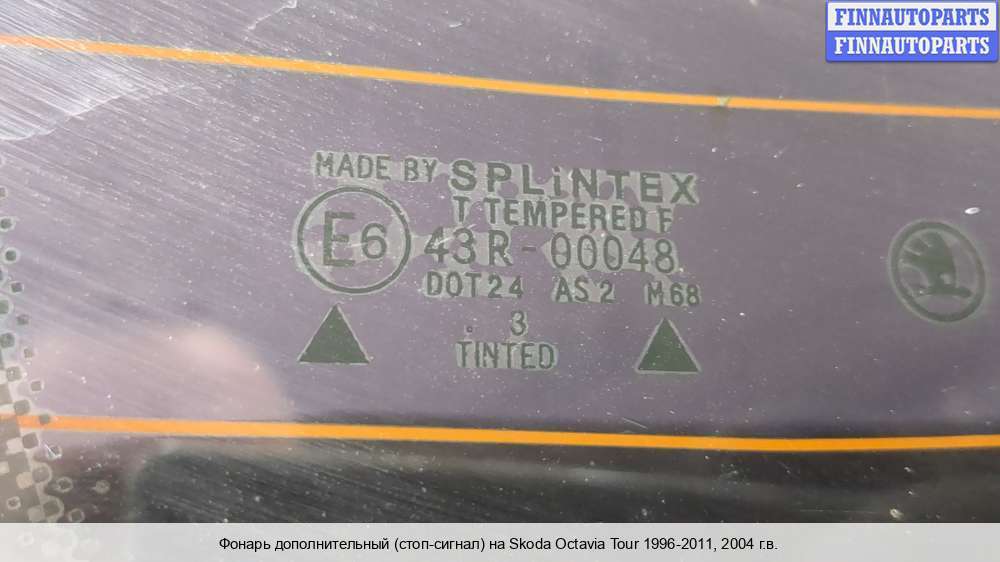 FINNAUTOPARTS
FINNAUTOPARTS
MADE BY SPLiNTEX
T TEMPERED F
E6 43R-00048
DOT24 AS2 M68
. 3
TINTED
Фонарь дополнительный (стоп-сигнал) на Skoda Octavia Tour 1996-2011, 2004 г.в.